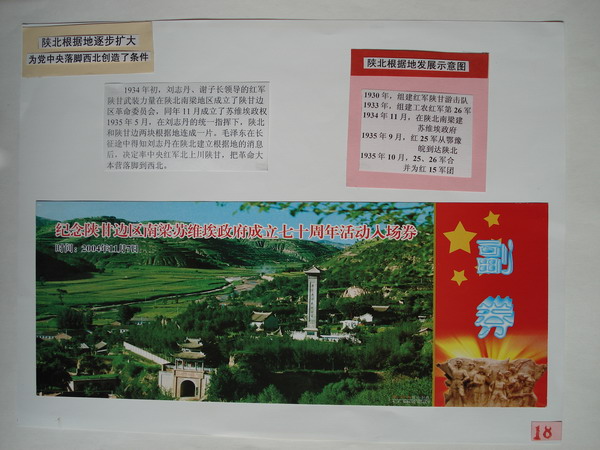 陕北根据地逐步扩大
为党中央落脚西北创造了条件
1934年初，刘志丹、谢子长领导的红军
陕甘武装力量在陕北南梁地区成立了陕甘边
区革命委员会，同年11月成立了苏维埃政权
1935年5月，在刘志丹的统一指挥下，陕北
和陕甘边两块根据地连成一片。毛泽东在长
征途中得知刘志丹在陕北建立根据地的消息
后，决定率中央红军北上川陕甘，把革命大
本营落脚到西北。
陕北根据地发展示意图
1930年，组建红军陕甘游击队
1933年，组建工农红军第26军
1934年11月，在陕北南梁建
苏维埃政府
1935年9月，红25军从鄂豫
皖到达陕北
1935年10月，25、26军合
并为红15军团
纪念陕甘边区南梁苏维埃政府成立七十周年活动入场券
时间：2004年11月7日
副券
18